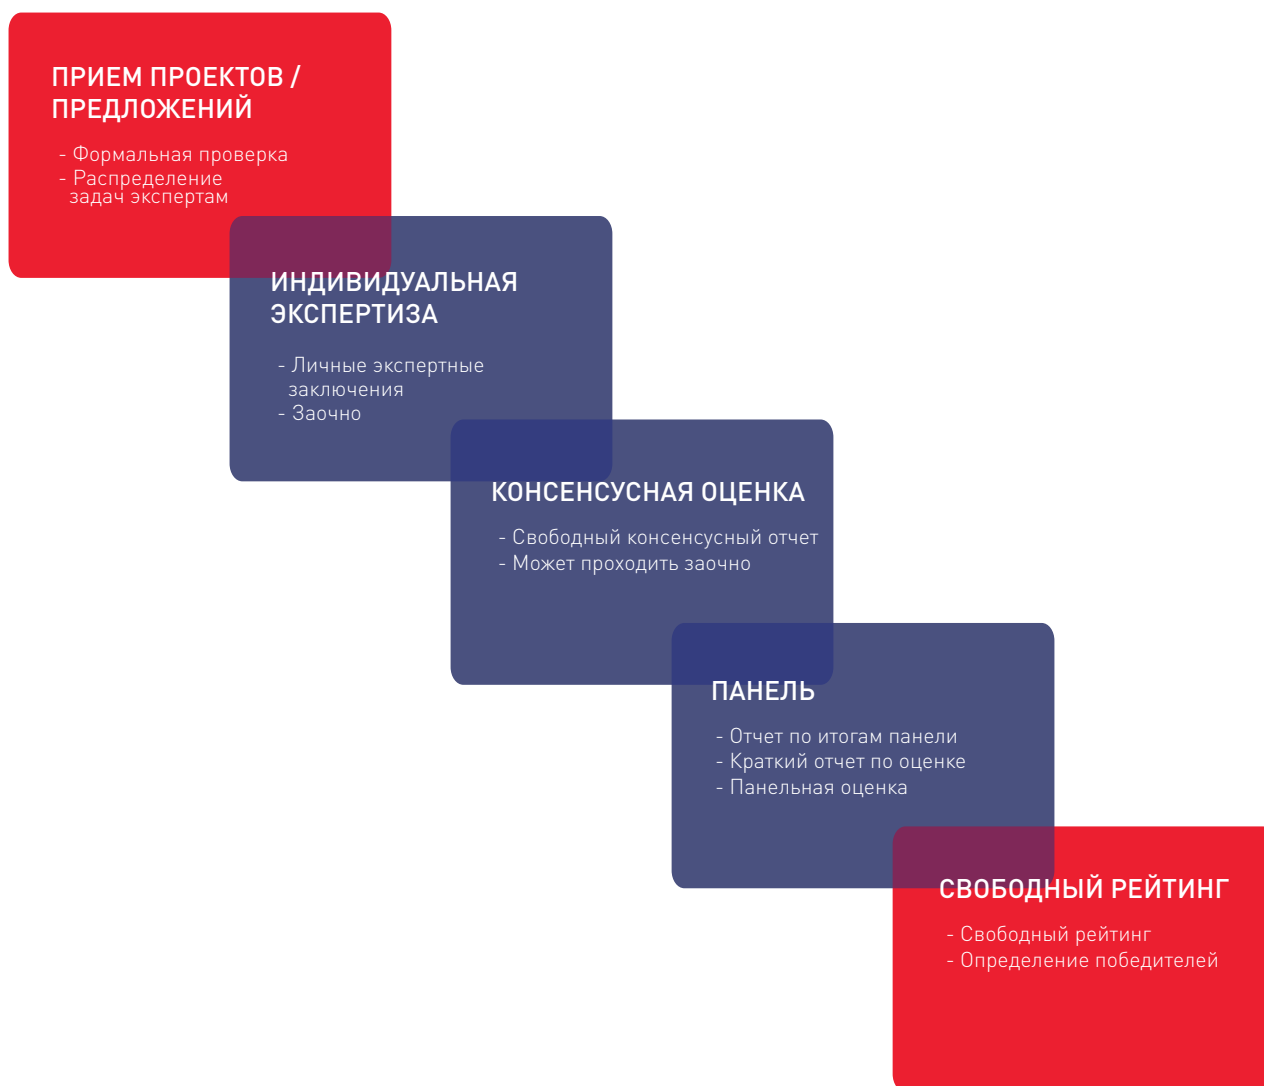 ПРИЕМ ПРОЕКТОВ /
ПРЕДЛОЖЕНИЙ
- Формальная проверка
- Распределение
задач экспертам
ИНДИВИДУАЛЬНАЯ
ЭКСПЕРТИЗА
- Личные экспертные
заключения
- Заочно
КОНСЕНСУСНАЯ ОЦЕНКА
- Свободный консенсусный отчет
- Может проходить заочно
ПАНЕЛЬ
- Отчет по итогам панели
- Краткий отчет по оценке
- Панельная оценка
СВОБОДНЫЙ РЕЙТИНГ
- Свободный рейтинг
- Определение победителей